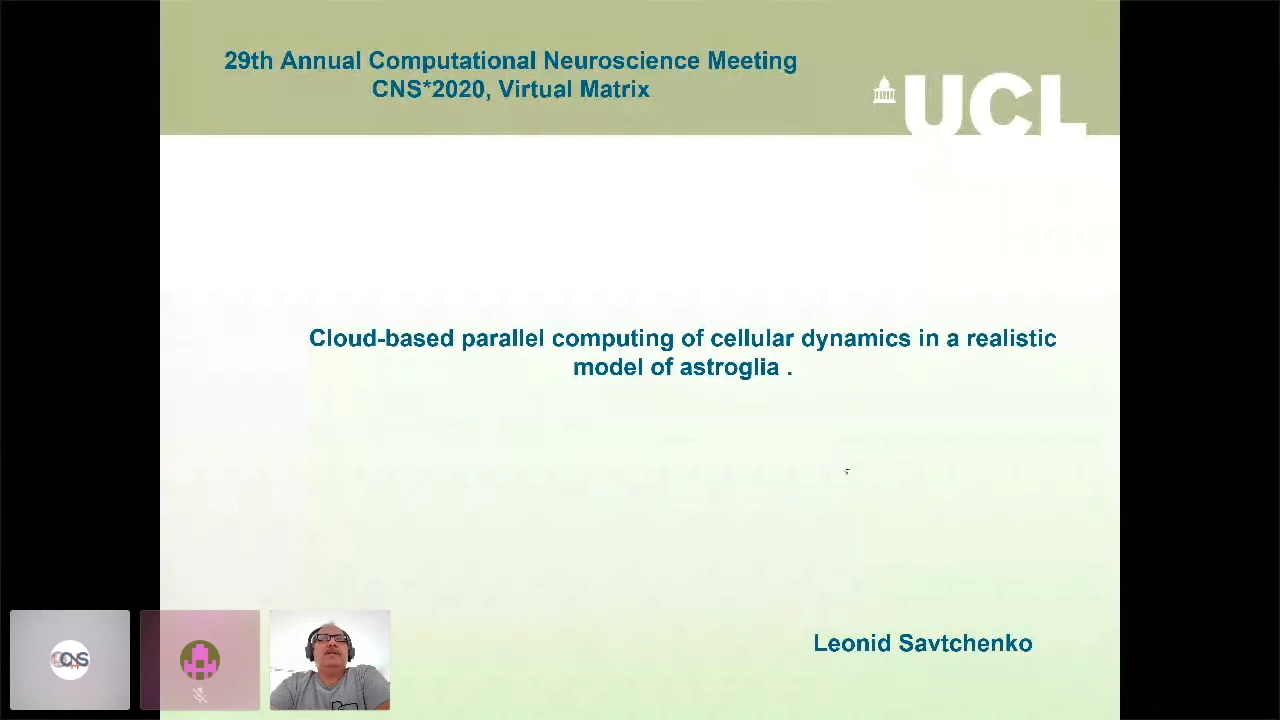 29th Annual Computational Neuroscience Meeting
CNS*2020, Virtual Matrix
UCL
Cloud-based parallel computing of cellular dynamics in a realistic
model of astroglia .
Leonid Savtchenko
CNS